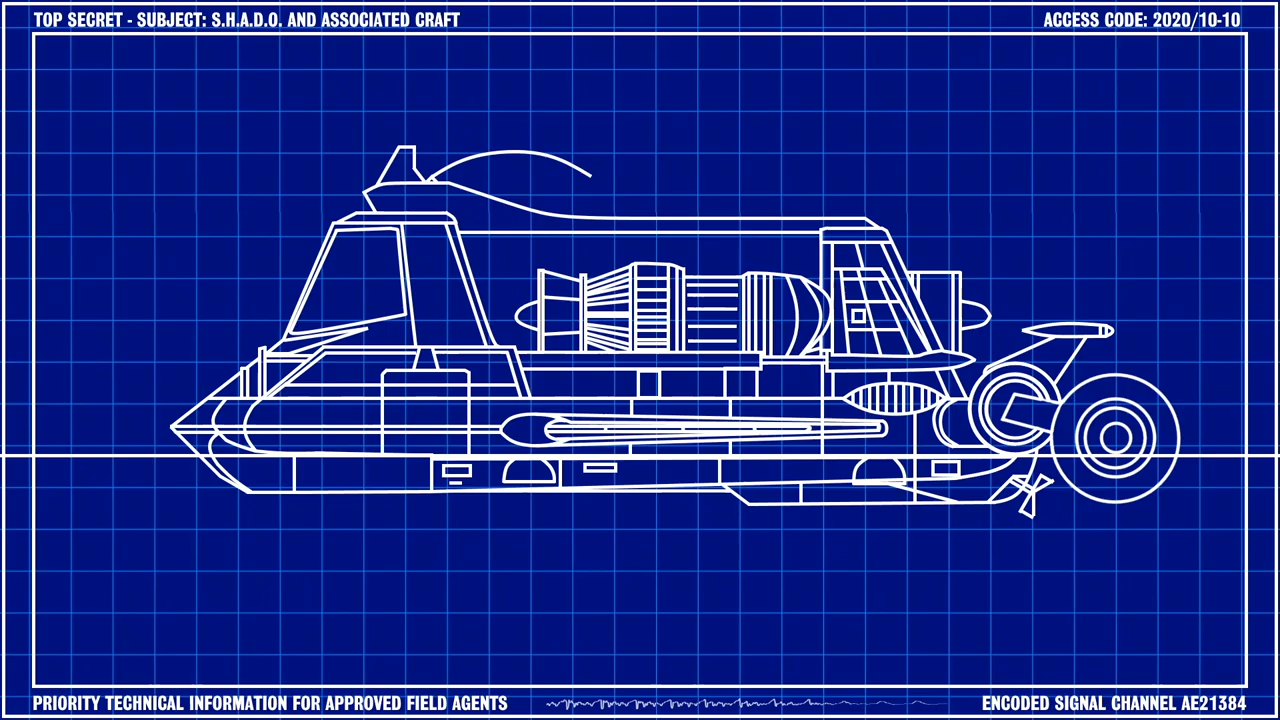 TOP SECRET - SUBJECT: S.H.A.D.O. AND ASSOCIATED CRAFT
ACCESS CODE: 2020/10-10
PRIORITY TECHNICAL INFORMATION FOR APPROVED FIELD AGENTS
ENCODED SIGNAL CHANNEL AE21384